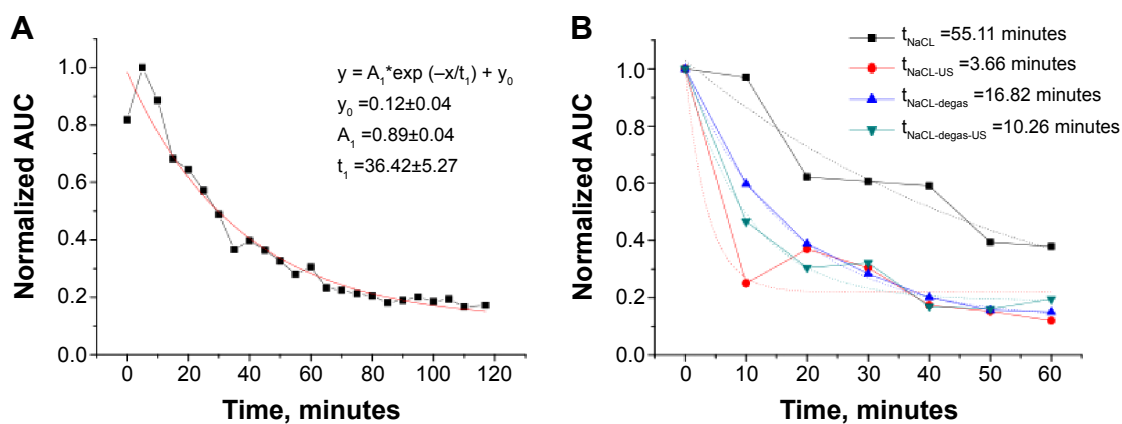 A
y = A₁*exp (–x/t₁) + y₀
y₀ =0.12±0.04
A₁ =0.89±0.04
t₁ =36.42±5.27
Normalized AUC
1.0
0.8
0.6
0.4
0.2
0.0
0 20 40 60 80 100 120
Time, minutes
B
t_NaCL =55.11 minutes
t_NaCL-US =3.66 minutes
t_NaCL-degas =16.82 minutes
t_NaCL-degas-US =10.26 minutes
Normalized AUC
1.0
0.8
0.6
0.4
0.2
0.0
0 10 20 30 40 50 60
Time, minutes